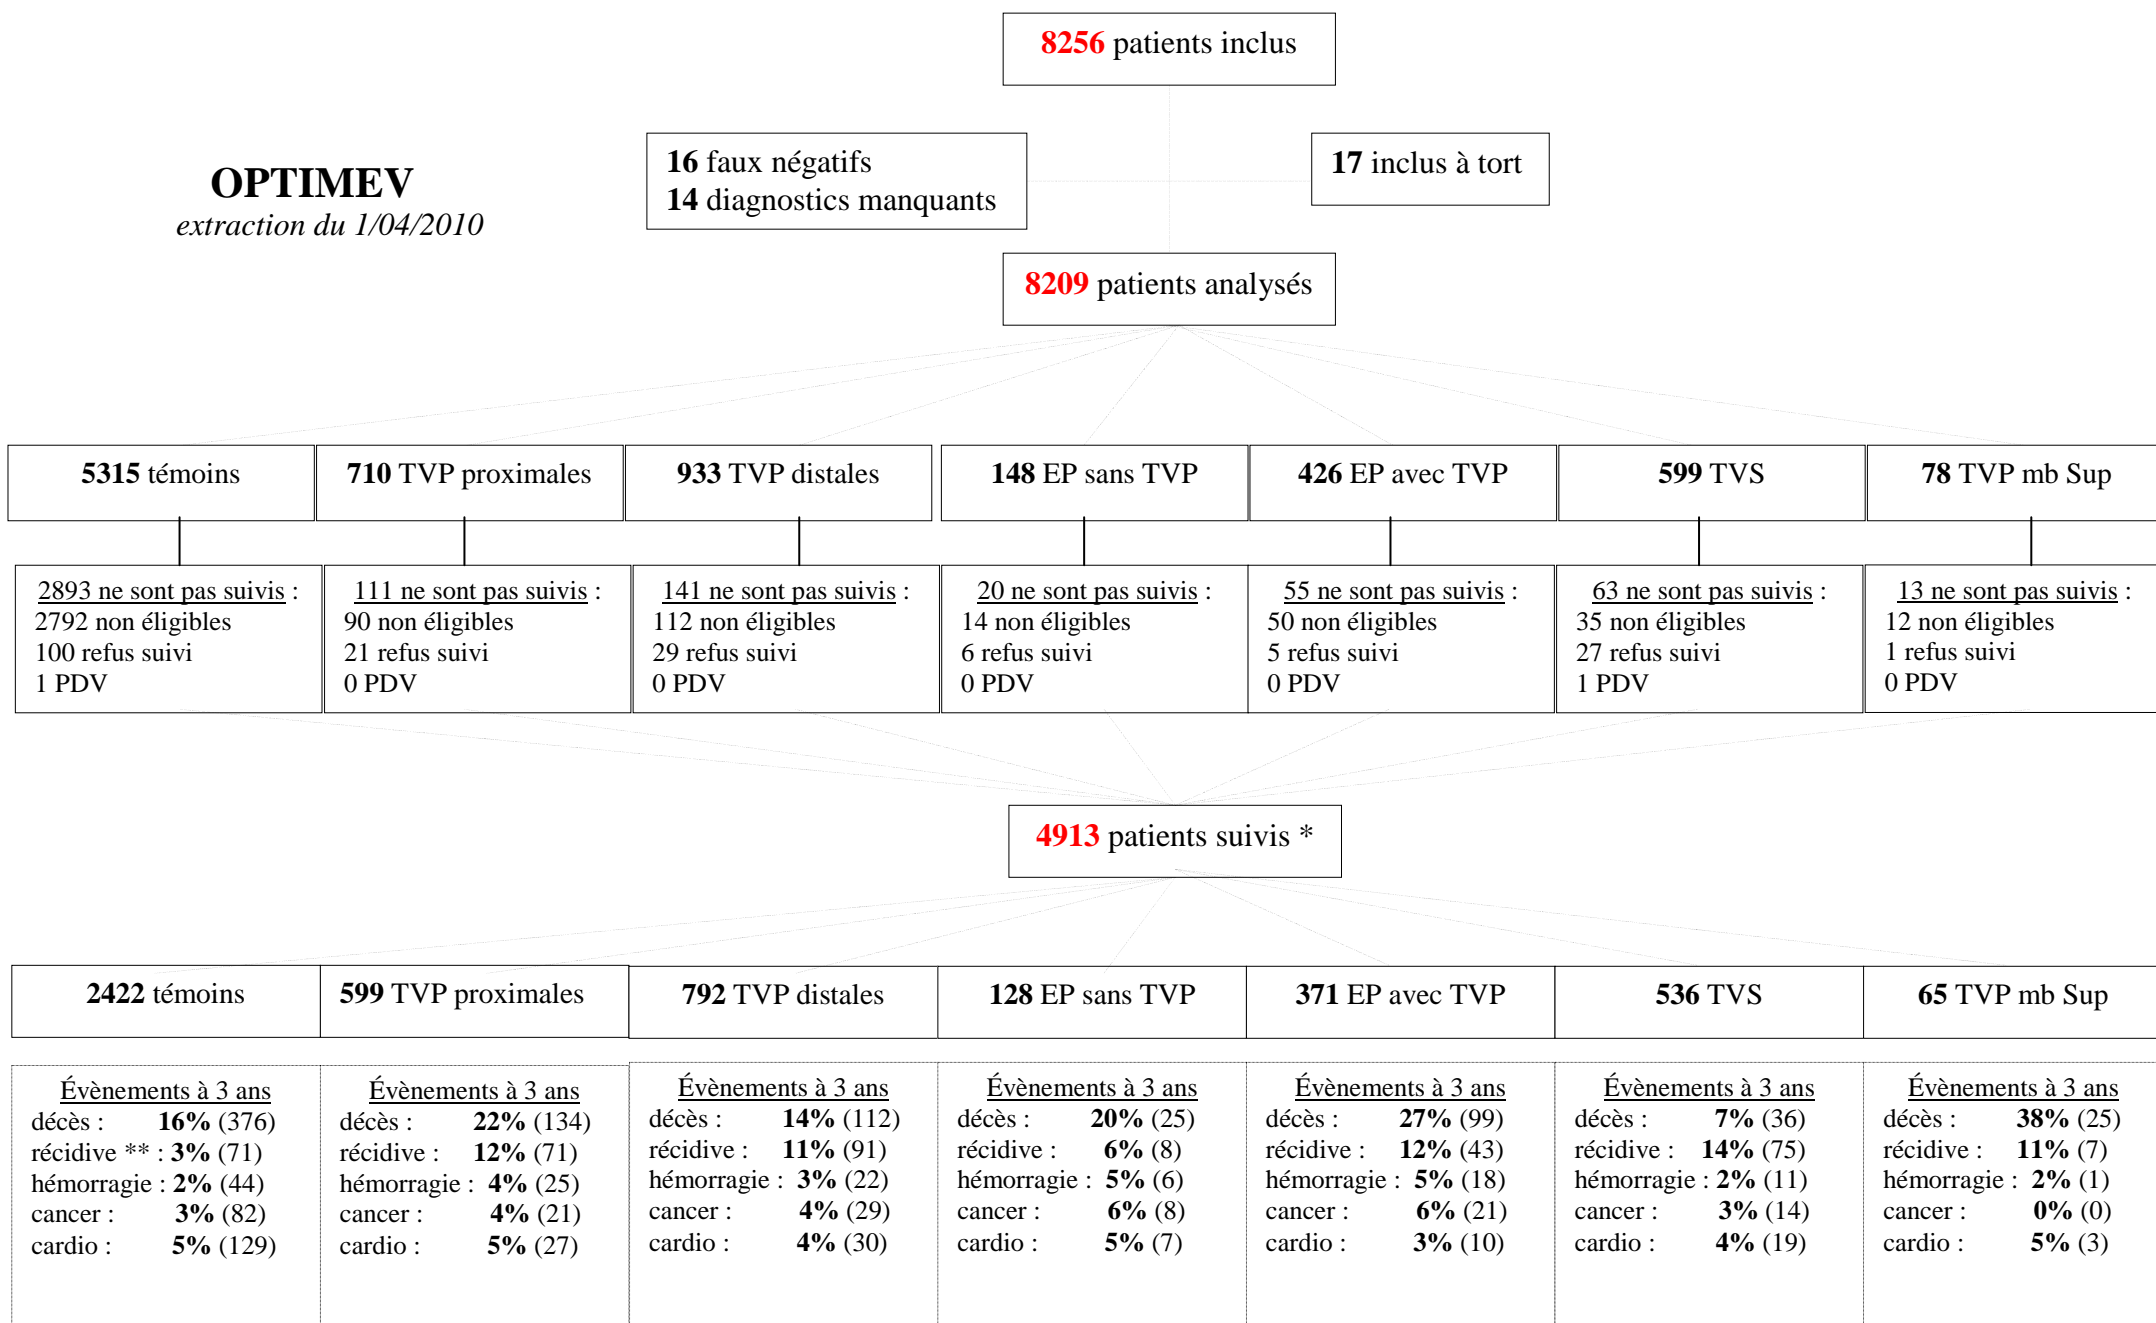 8256 patients inclus
16 faux négatifs
14 diagnostics manquants
17 inclus à tort
OPTIMEV
extraction du 1/04/2010
8209 patients analysés
5315 témoins
710 TVP proximales
933 TVP distales
148 EP sans TVP
426 EP avec TVP
599 TVS
78 TVP mb Sup
2893 ne sont pas suivis :
2792 non éligibles
100 refus suivi
1 PDV
111 ne sont pas suivis :
90 non éligibles
21 refus suivi
0 PDV
141 ne sont pas suivis :
112 non éligibles
29 refus suivi
0 PDV
20 ne sont pas suivis :
14 non éligibles
6 refus suivi
0 PDV
55 ne sont pas suivis :
50 non éligibles
5 refus suivi
0 PDV
63 ne sont pas suivis :
35 non éligibles
27 refus suivi
1 PDV
13 ne sont pas suivis :
12 non éligibles
1 refus suivi
0 PDV
4913 patients suivis *
2422 témoins
599 TVP proximales
792 TVP distales
128 EP sans TVP
371 EP avec TVP
536 TVS
65 TVP mb Sup
Évènements à 3 ans
décès : 16% (376)
récidive ** : 3% (71)
hémorragie : 2% (44)
cancer : 3% (82)
cardio : 5% (129)
Évènements à 3 ans
décès : 22% (134)
récidive : 12% (71)
hémorragie : 4% (25)
cancer : 4% (21)
cardio : 5% (27)
Évènements à 3 ans
décès : 14% (112)
récidive : 11% (91)
hémorragie : 3% (22)
cancer : 4% (29)
cardio : 4% (30)
Évènements à 3 ans
décès : 20% (25)
récidive : 6% (8)
hémorragie : 5% (6)
cancer : 6% (8)
cardio : 5% (7)
Évènements à 3 ans
décès : 27% (99)
récidive : 12% (43)
hémorragie : 5% (18)
cancer : 6% (21)
cardio : 3% (10)
Évènements à 3 ans
décès : 7% (36)
récidive : 14% (75)
hémorragie : 2% (11)
cancer : 3% (14)
cardio : 4% (19)
Évènements à 3 ans
décès : 38% (25)
récidive : 11% (7)
hémorragie : 2% (1)
cancer : 0% (0)
cardio : 5% (3)